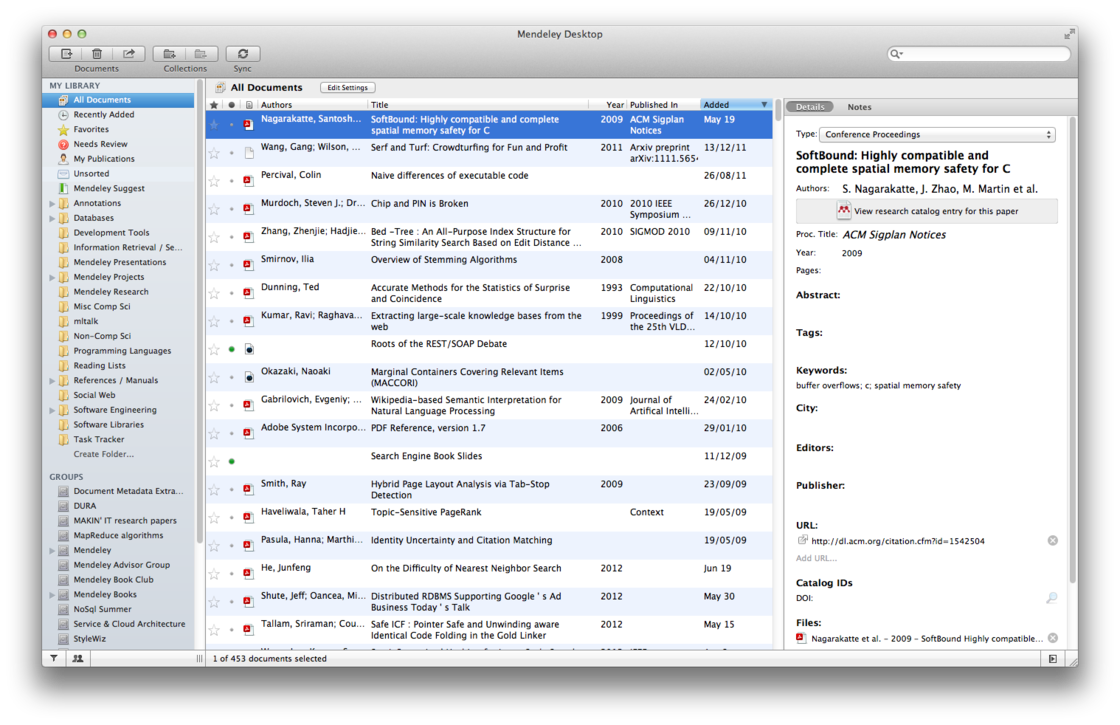 Mendeley Desktop
Documents
Collections
Sync
MY LIBRARY
All Documents
Recently Added
Favorites
Needs Review
My Publications
Unsorted
Mendeley Suggest
Annotations
Databases
Development Tools
Information Retrieval / Se...
Mendeley Presentations
Mendeley Projects
Mendeley Research
Misc Comp Sci
mltalk
Non-Comp Sci
Programming Languages
Reading Lists
References / Manuals
Social Web
Software Engineering
Software Libraries
Task Tracker
Create Folder...
GROUPS
Document Metadata Extra...
DURA
MAKIN' IT research papers
MapReduce algorithms
Mendeley
Mendeley Advisor Group
Mendeley Book Club
Mendeley Books
NoSql Summer
Service & Cloud Architecture
StyleWiz
All Documents Edit Settings
Authors Title Year Published In Added
Nagarakatte, Santosh... SoftBound: Highly compatible and complete 2009 ACM Sigplan May 19
spatial memory safety for C Notices
Wang, Gang; Wilson, ... Serf and Turf: Crowdturfing for Fun and Profit 2011 Arxiv preprint 13/12/11
arXiv:1111.565
Percival, Colin Naive differences of executable code 26/08/11
Murdoch, Steven J.; Dr... Chip and PIN is Broken 2010 2010 IEEE 26/12/10
Symposium ...
Zhang, Zhenjie; Hadjie... Bed -Tree : An All-Purpose Index Structure for 2010 SIGMOD 2010 09/11/10
String Similarity Search Based on Edit Distance ...
Smirnov, Ilia Overview of Stemming Algorithms 2008 04/11/10
Dunning, Ted Accurate Methods for the Statistics of Surprise 1993 Computational 22/10/10
and Coincidence Linguistics
Kumar, Ravi; Raghava... Extracting large-scale knowledge bases from the 1999 Proceedings of 14/10/10
web the 25th VLD...
Roots of the REST/SOAP Debate 12/10/10
Okazaki, Naoaki Marginal Containers Covering Relevant Items 02/05/10
(MACCORI)
Gabrilovich, Evgeniy; ... Wikipedia-based Semantic Interpretation for 2009 Journal of 24/02/10
Natural Language Processing Artifical Intelli...
Adobe System Incorpo... PDF Reference, version 1.7 2006 29/01/10
Search Engine Book Slides 11/12/09
Smith, Ray Hybrid Page Layout Analysis via Tab-Stop 2009 23/09/09
Detection
Haveliwala, Taher H Topic-Sensitive PageRank Context 19/05/09
Pasula, Hanna; Marthi... Identity Uncertainty and Citation Matching 19/05/09
He, Junfeng On the Difficulty of Nearest Neighbor Search 2012 Jun 19
Shute, Jeff; Oancea, Mi... Distributed RDBMS Supporting Google ' s Ad 2012 May 30
Business Today ' s Talk
Tallam, Sriraman; Cou... Safe ICF : Pointer Safe and Unwinding aware 2012 May 15
Identical Code Folding in the Gold Linker
1 of 453 documents selected
Details Notes
Type: Conference Proceedings
SoftBound: Highly compatible and
complete spatial memory safety for C
Authors: S. Nagarakatte, J. Zhao, M. Martin et al.
View research catalog entry for this paper
Proc. Title: ACM Sigplan Notices
Year: 2009
Pages:
Abstract:
Tags:
Keywords:
buffer overflows; c; spatial memory safety
City:
Editors:
Publisher:
URL:
http://dl.acm.org/citation.cfm?id=1542504
Add URL...
Catalog IDs
DOI:
Files:
Nagarakatte et al. - 2009 - SoftBound Highly compatible...